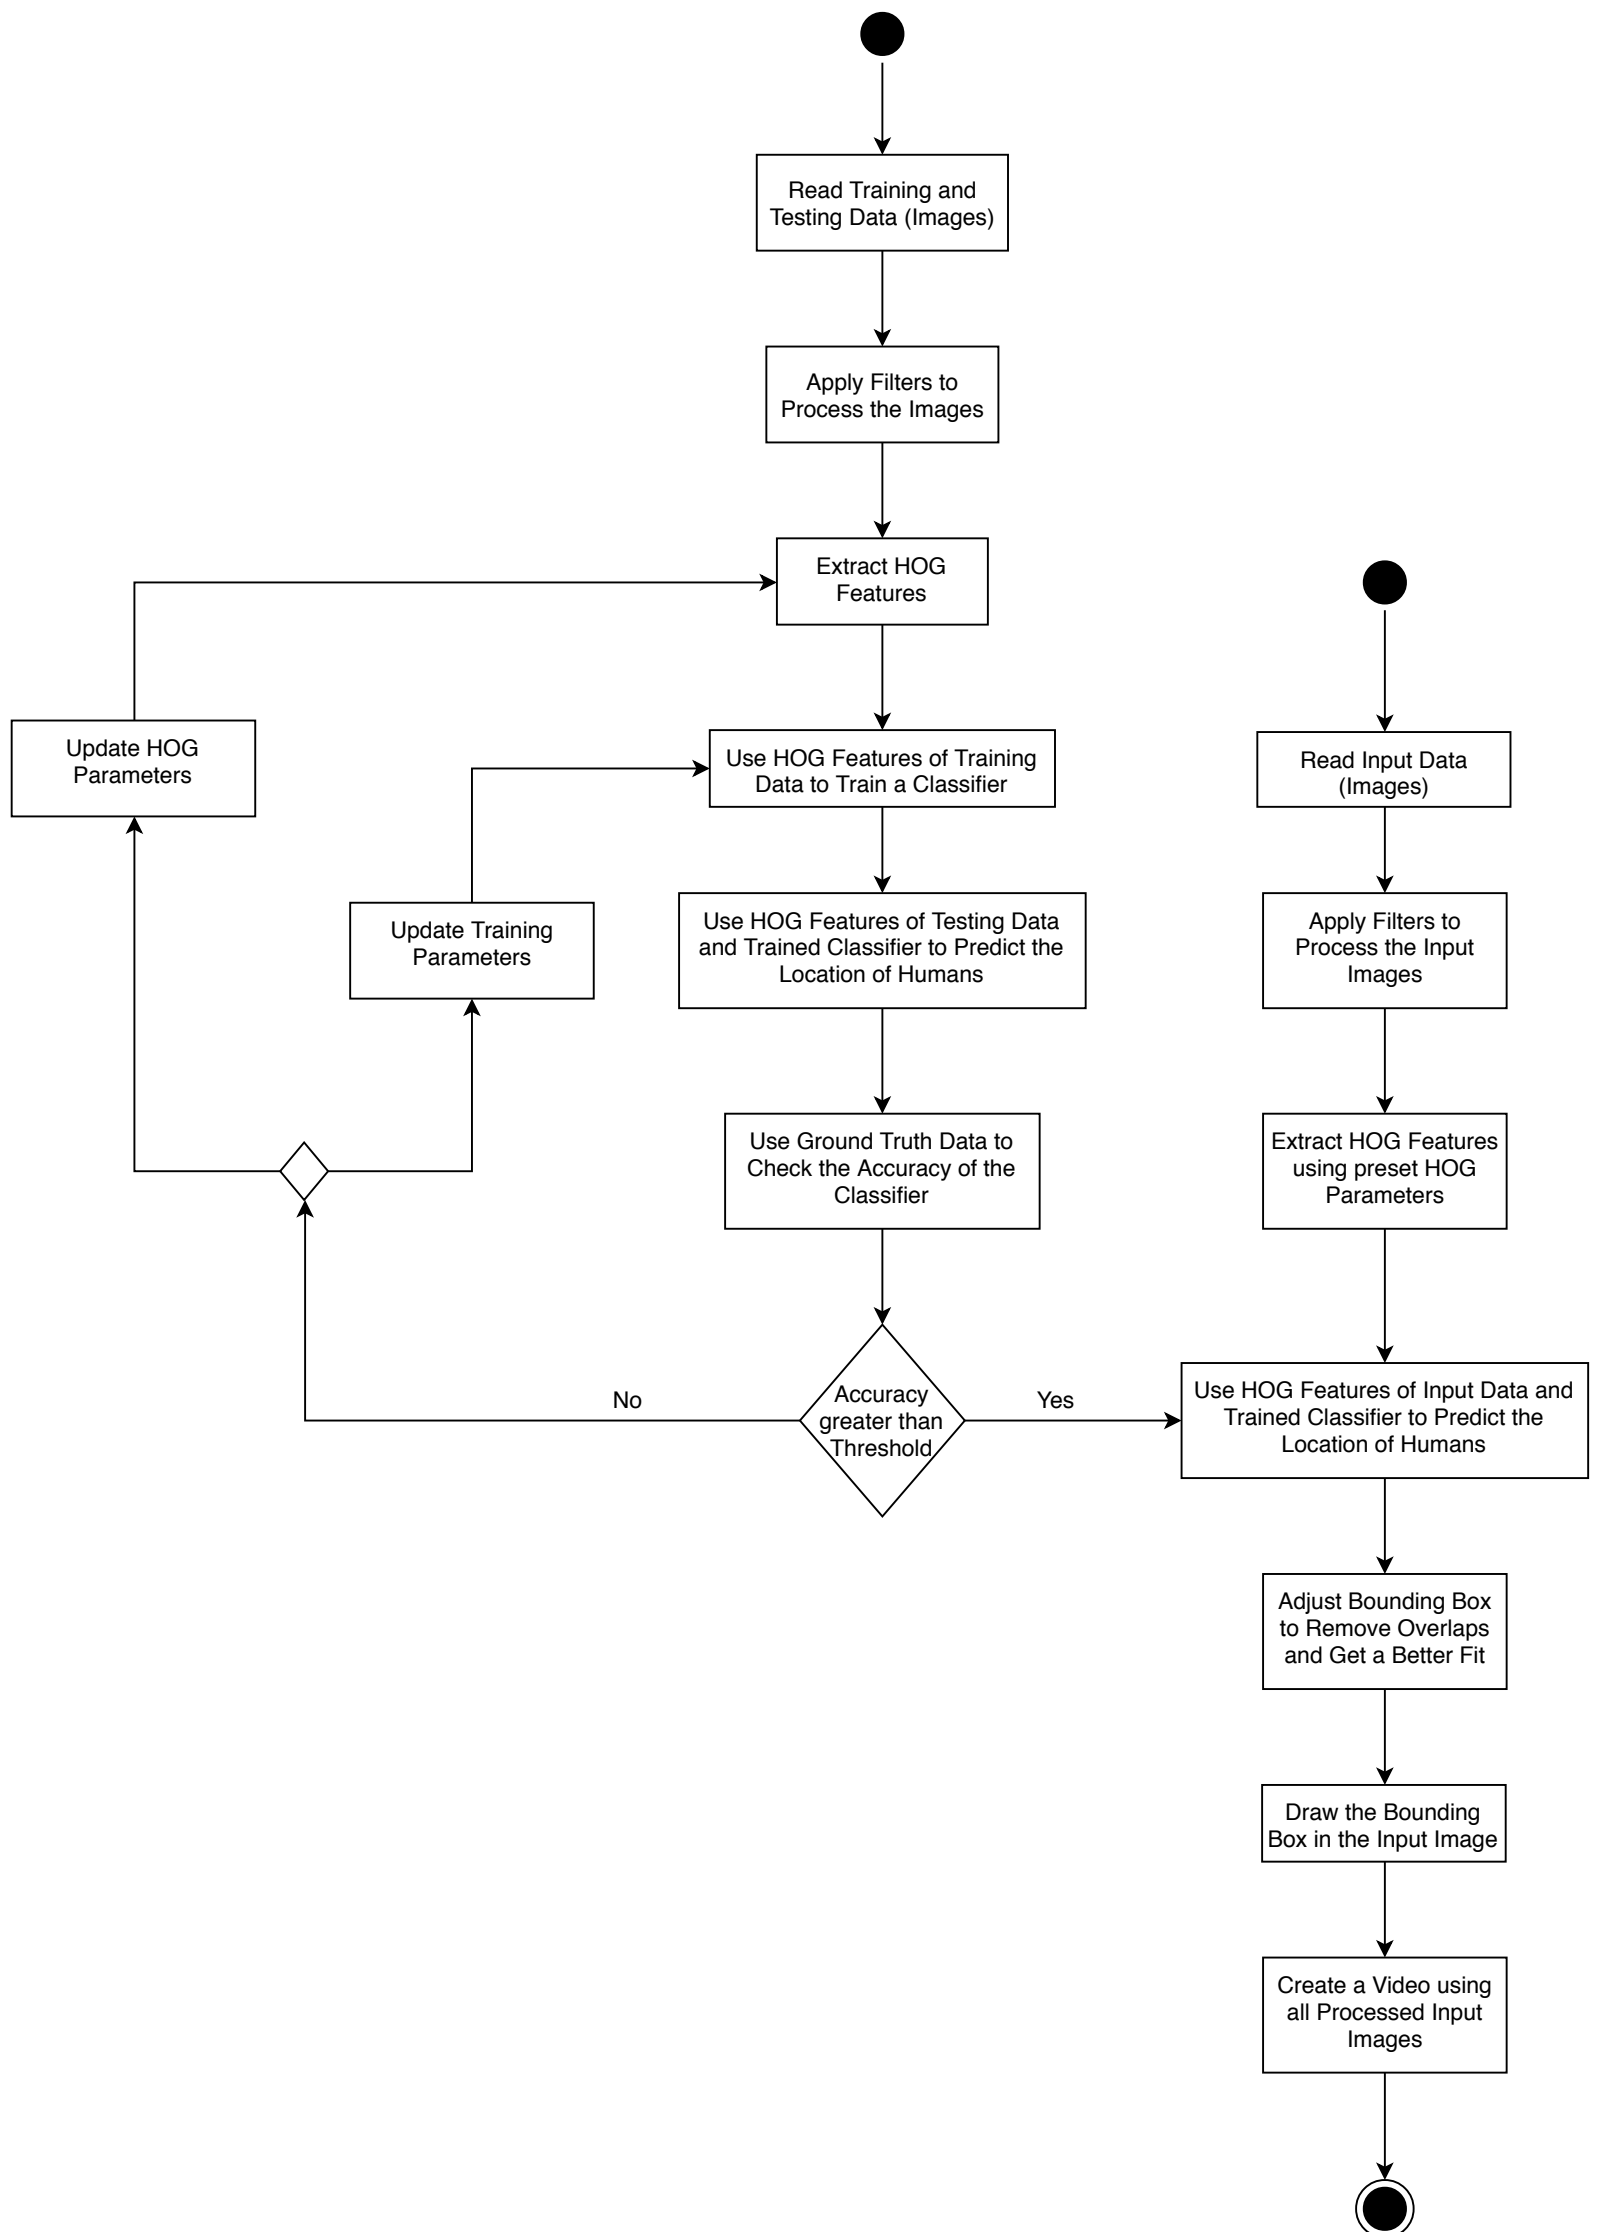 Read Training and
Testing Data (Images)
Apply Filters to
Process the Images
Extract HOG
Features
Update HOG
Parameters
Use HOG Features of Training
Data to Train a Classifier
Read Input Data
(Images)
Update Training
Parameters
Use HOG Features of Testing Data
and Trained Classifier to Predict the
Location of Humans
Apply Filters to
Process the Input
Images
Use Ground Truth Data to
Check the Accuracy of the
Classifier
Extract HOG Features
using preset HOG
Parameters
No
Accuracy
greater than
Threshold
Yes
Use HOG Features of Input Data and
Trained Classifier to Predict the
Location of Humans
Adjust Bounding Box
to Remove Overlaps
and Get a Better Fit
Draw the Bounding
Box in the Input Image
Create a Video using
all Processed Input
Images